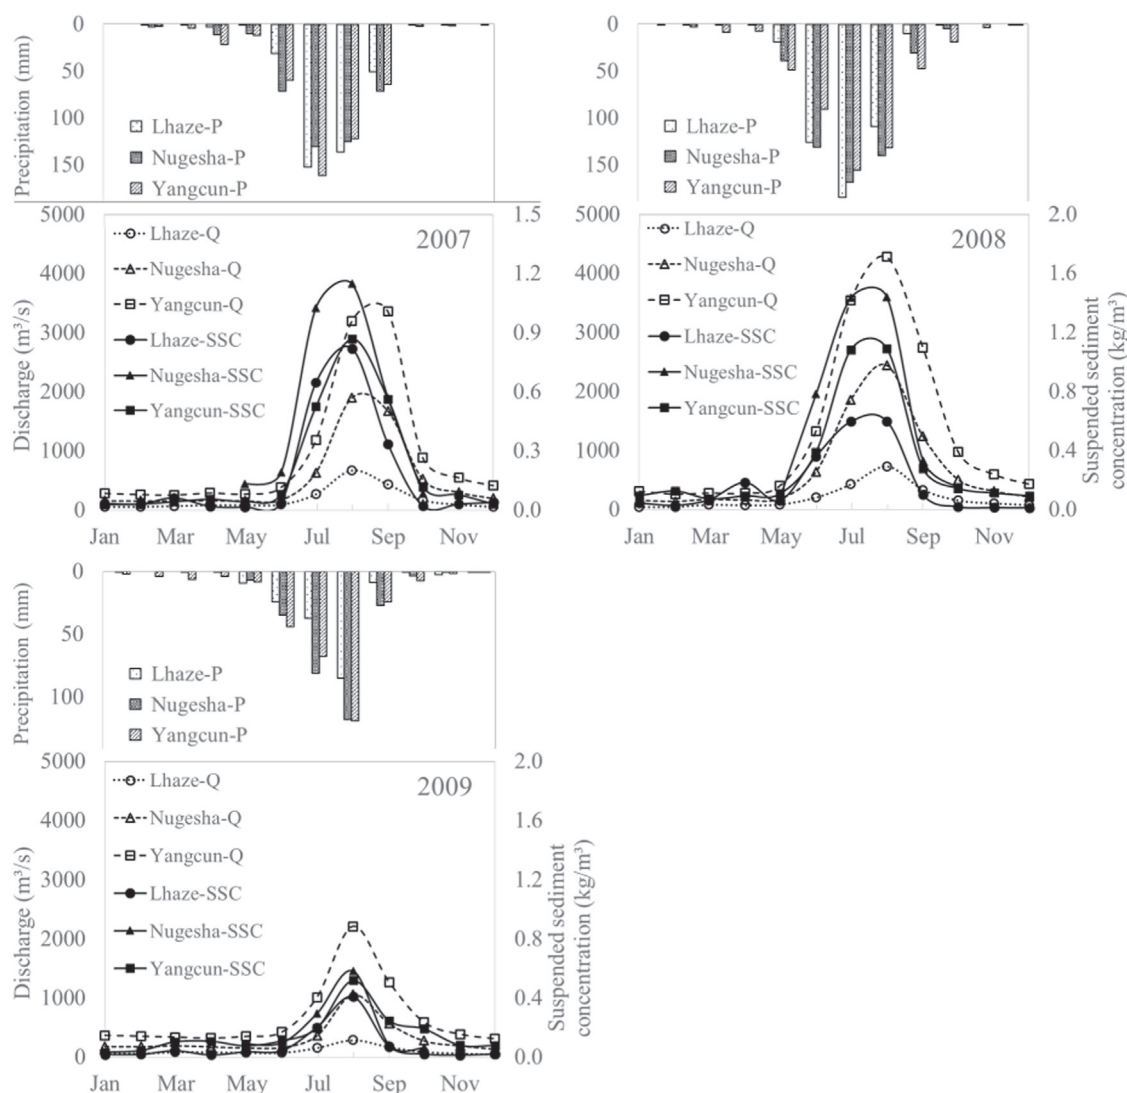 0
50
100
150
Precipitation (mm)
Lhaze-P
Nugesha-P
Yangcun-P
5000
4000
3000
2000
1000
0
Discharge (m³/s)
1.5
1.2
0.9
0.6
0.3
0.0
2007
Lhaze-Q
Nugesha-Q
Yangcun-Q
Lhaze-SSC
Nugesha-SSC
Yangcun-SSC
Jan Mar May Jul Sep Nov
0
50
100
150
Precipitation (mm)
Lhaze-P
Nugesha-P
Yangcun-P
5000
4000
3000
2000
1000
0
Discharge (m³/s)
2.0
1.6
1.2
0.8
0.4
0.0
Suspended sediment
concentration (kg/m³)
2008
Lhaze-Q
Nugesha-Q
Yangcun-Q
Lhaze-SSC
Nugesha-SSC
Yangcun-SSC
Jan Mar May Jul Sep Nov
0
50
100
Precipitation (mm)
Lhaze-P
Nugesha-P
Yangcun-P
5000
4000
3000
2000
1000
0
Discharge (m³/s)
2.0
1.6
1.2
0.8
0.4
0.0
Suspended sediment
concentration (kg/m³)
2009
Lhaze-Q
Nugesha-Q
Yangcun-Q
Lhaze-SSC
Nugesha-SSC
Yangcun-SSC
Jan Mar May Jul Sep Nov